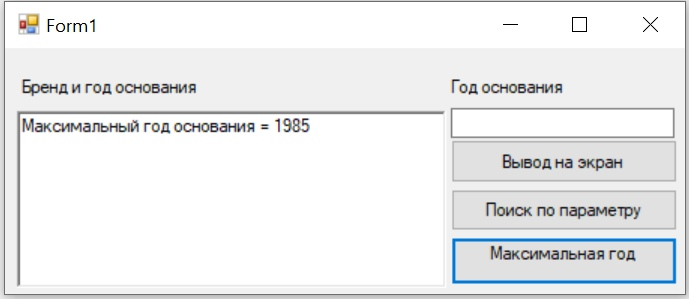 Form1
Бренд и год основания
Год основания
Максимальный год основания = 1985
Вывод на экран
Поиск по параметру
Максимальная год